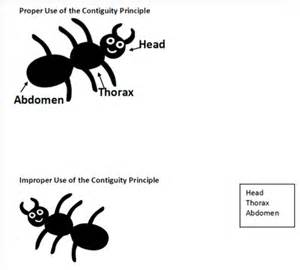 Proper Use of the Contiguity Principle
Head
Thorax
Abdomen
Improper Use of the Contiguity Principle
Head
Thorax
Abdomen